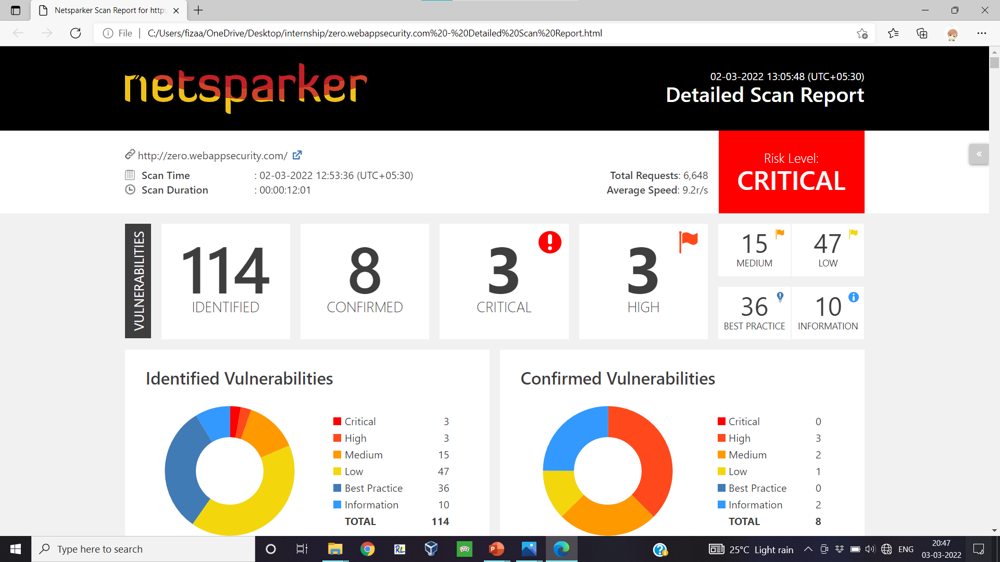 Netsparker Scan Report for http:
File
C:/Users/fizaa/OneDrive/Desktop/internship/zero.webappsecurity.com%20-%20Detailed%20Scan%20Report.html
netsparker
02-03-2022 13:05:48 (UTC+05:30)
Detailed Scan Report
http://zero.webappsecurity.com/
Scan Time : 02-03-2022 12:53:36 (UTC+05:30)
Scan Duration : 00:00:12:01
Total Requests: 6,648
Average Speed: 9.2r/s
Risk Level:
CRITICAL
VULNERABILITIES
114
IDENTIFIED
8
CONFIRMED
3
CRITICAL
3
HIGH
15
MEDIUM
47
LOW
36
BEST PRACTICE
10
INFORMATION
Identified Vulnerabilities
Critical 3
High 3
Medium 15
Low 47
Best Practice 36
Information 10
TOTAL 114
Confirmed Vulnerabilities
Critical 0
High 3
Medium 2
Low 1
Best Practice 0
Information 2
TOTAL 8
Type here to search
RL
P
25°C Light rain
ENG
20:47
03-03-2022